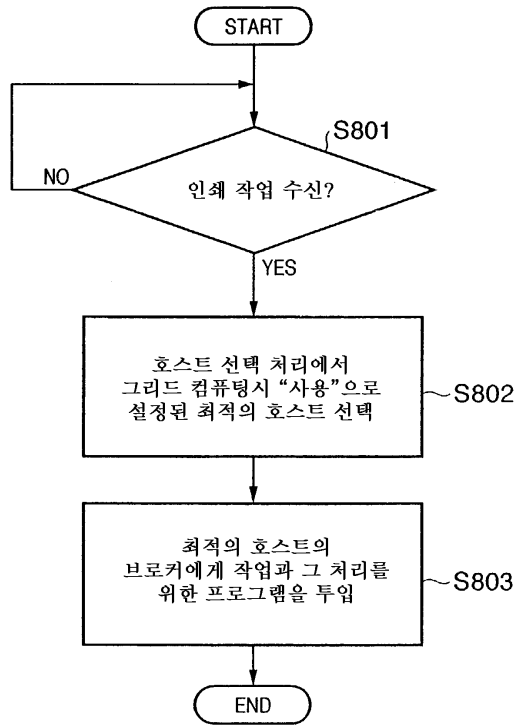 START
S801
인쇄 작업 수신?
NO
YES
호스트 선택 처리에서
그리드 컴퓨팅시 “사용”으로
설정된 최적의 호스트 선택
S802
최적의 호스트의
브로커에게 작업과 그 처리를
위한 프로그램을 투입
S803
END